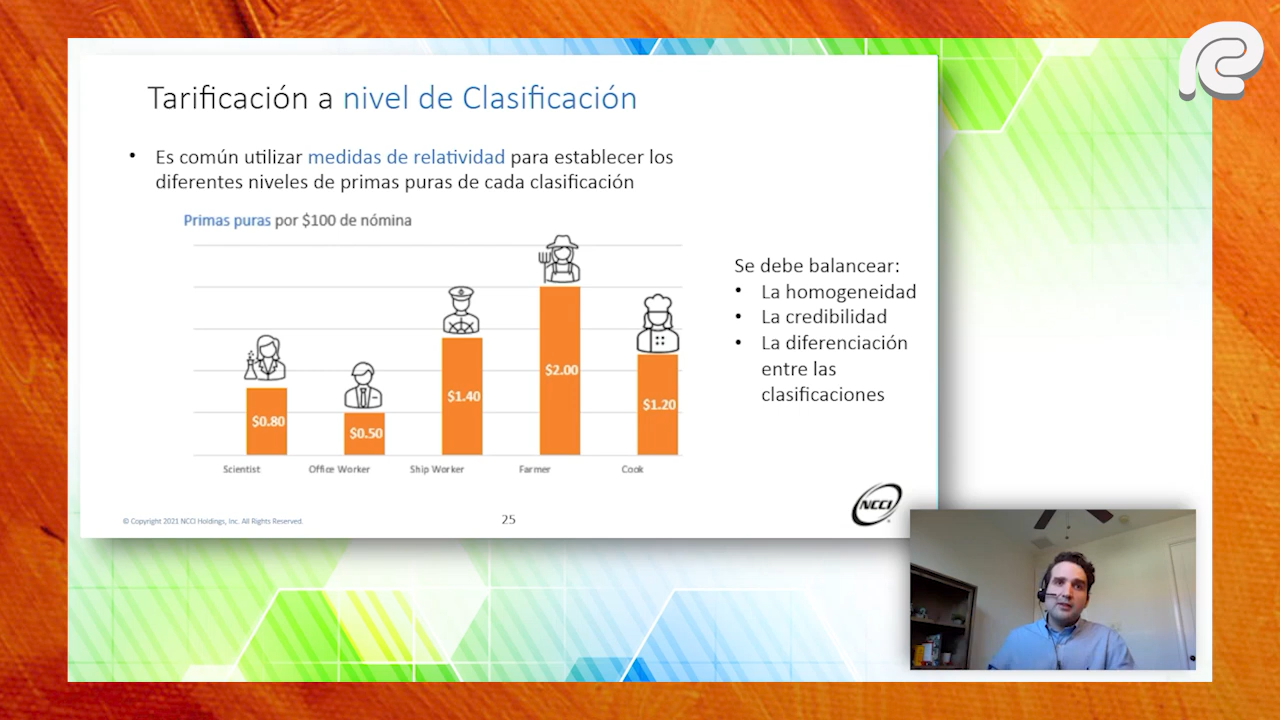 Tarificación a nivel de Clasificación
• Es común utilizar medidas de relatividad para establecer los
diferentes niveles de primas puras de cada clasificación
Primas puras por $100 de nómina
$0.80
$0.50
$1.40
$2.00
$1.20
Scientist
Office Worker
Ship Worker
Farmer
Cook
Se debe balancear:
• La homogeneidad
• La credibilidad
• La diferenciación
entre las
clasificaciones
© Copyright 2021 NCCI Holdings, Inc. All Rights Reserved.
25
NCCI